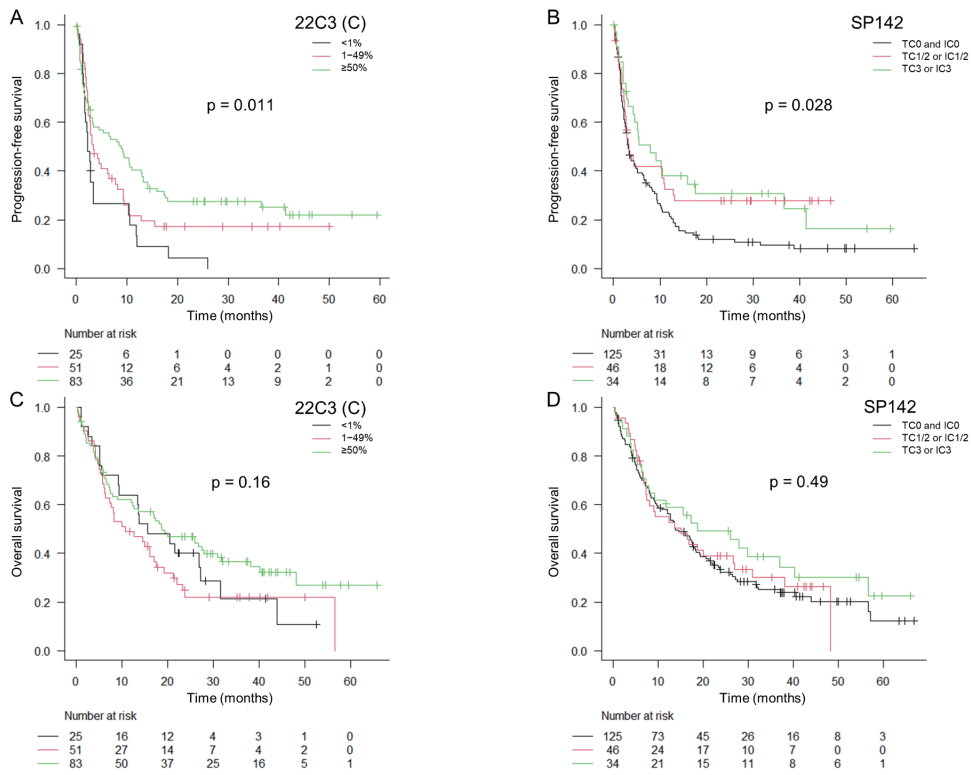 A
22C3 (C)
<1%
1−49%
≥50%
p = 0.011
Progression-free survival
1.0
0.8
0.6
0.4
0.2
0.0
0 10 20 30 40 50 60
Time (months)
Number at risk
25 6 1 0 0 0 0
51 12 6 4 2 1 0
83 36 21 13 9 2 0
B
SP142
TC0 and IC0
TC1/2 or IC1/2
TC3 or IC3
p = 0.028
Progression-free survival
1.0
0.8
0.6
0.4
0.2
0.0
0 10 20 30 40 50 60
Time (months)
Number at risk
125 31 13 9 6 3 1
46 18 12 6 4 0 0
34 14 8 7 4 2 0
C
22C3 (C)
<1%
1−49%
≥50%
p = 0.16
Overall survival
1.0
0.8
0.6
0.4
0.2
0.0
0 10 20 30 40 50 60
Time (months)
Number at risk
25 16 12 4 3 1 0
51 27 14 7 4 2 0
83 50 37 25 16 5 1
D
SP142
TC0 and IC0
TC1/2 or IC1/2
TC3 or IC3
p = 0.49
Overall survival
1.0
0.8
0.6
0.4
0.2
0.0
0 10 20 30 40 50 60
Time (months)
Number at risk
125 73 45 26 16 8 3
46 24 17 10 7 0 0
34 21 15 11 8 6 1